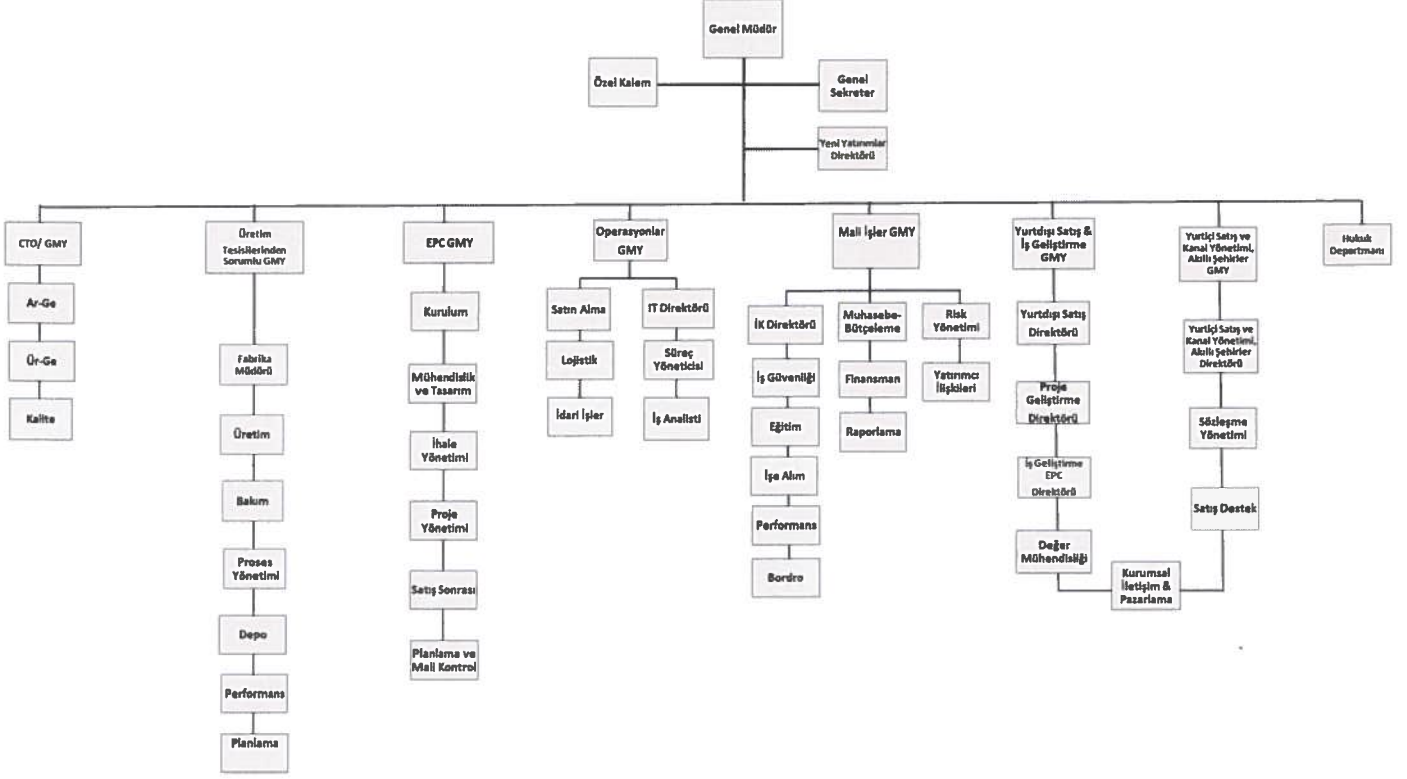 Genel Müdür
Özel Kalem
Genel
Sekreter
Yeni Yatırımlar
Direktörü
CTO/ GMY
Ar-Ge
Ür-Ge
Kalite
Üretim
Tesislerinden
Sorumlu GMY
Fabrika
Müdürü
Üretim
Bakım
Proses
Yönetimi
Depo
Performans
Planlama
EPC GMY
Kurulum
Mühendislik
ve Tasarım
İhale
Yönetimi
Proje
Yönetimi
Satış Sonrası
Planlama ve
Mali Kontrol
Operasyonlar
GMY
Satın Alma
Lojistik
İdari İşler
IT Direktörü
Süreç
Yöneticisi
İş Analisti
Mali İşler GMY
İK Direktörü
İş Güvenliği
Eğitim
İşe Alım
Performans
Bordro
Muhasebe-
Bütçeleme
Finansman
Raporlama
Risk
Yönetimi
Yatırımcı
İlişkileri
Yurtdışı Satış &
İş Geliştirme
GMY
Yurtdışı Satış
Direktörü
Proje
Geliştirme
Direktörü
İş Geliştirme
EPC
Direktörü
Değer
Mühendisliği
Kurumsal
İletişim &
Pazarlama
Yurtiçi Satış ve
Kanal Yönetimi,
Akıllı Şehirler
GMY
Yurtiçi Satış ve
Kanal Yönetimi,
Akıllı Şehirler
Direktörü
Sözleşme
Yönetimi
Satış Destek
Hukuk
Departmanı